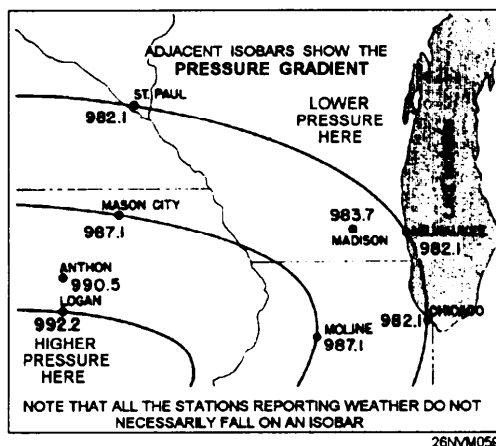 ADJACENT ISOBARS SHOW THE
PRESSURE GRADIENT
ST. PAUL
982.1
LOWER
PRESSURE
HERE
MASON CITY
987.1
983.7
MADISON
MILWAUKEE
982.1
ANTHON
990.5
LOGAN
992.2
HIGHER
PRESSURE
HERE
MOLINE
987.1
982.1
CHICAGO
NOTE THAT ALL THE STATIONS REPORTING WEATHER DO NOT
NECESSARILY FALL ON AN ISOBAR